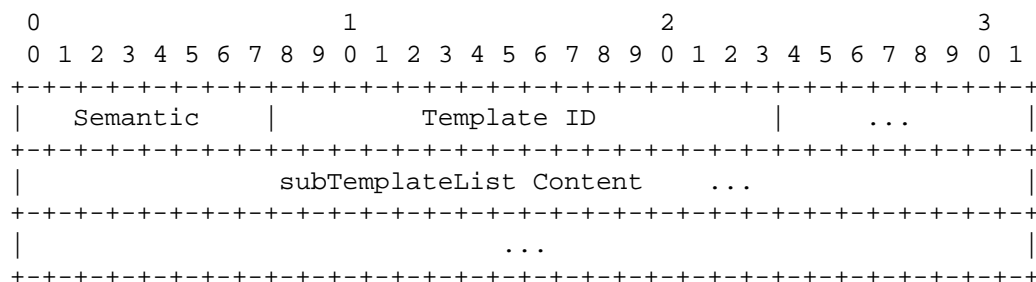 0                   1                   2                   3
 0 1 2 3 4 5 6 7 8 9 0 1 2 3 4 5 6 7 8 9 0 1 2 3 4 5 6 7 8 9 0 1
+-+-+-+-+-+-+-+-+-+-+-+-+-+-+-+-+-+-+-+-+-+-+-+-+-+-+-+-+-+-+-+-+
|   Semantic    |         Template ID           |     ...       |
+-+-+-+-+-+-+-+-+-+-+-+-+-+-+-+-+-+-+-+-+-+-+-+-+-+-+-+-+-+-+-+-+
|                subTemplateList Content    ...                 |
+-+-+-+-+-+-+-+-+-+-+-+-+-+-+-+-+-+-+-+-+-+-+-+-+-+-+-+-+-+-+-+-+
|                              ...                              |
+-+-+-+-+-+-+-+-+-+-+-+-+-+-+-+-+-+-+-+-+-+-+-+-+-+-+-+-+-+-+-+-+